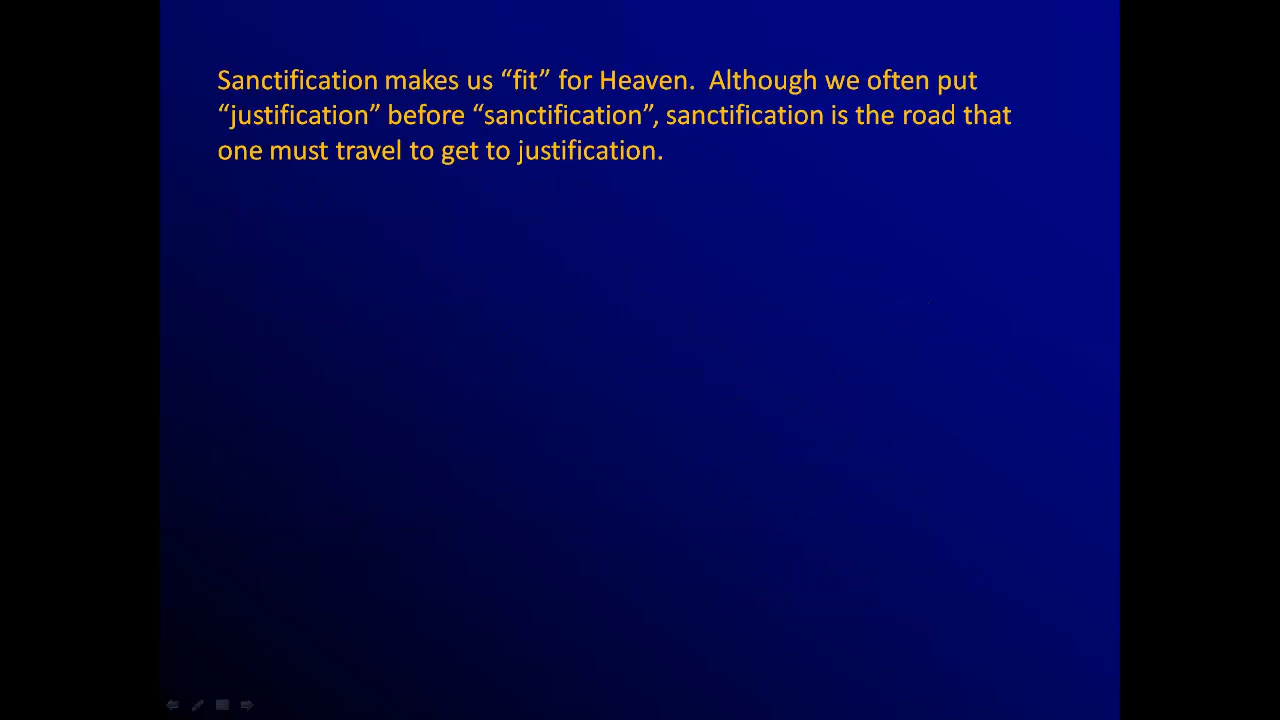 Sanctification makes us “fit” for Heaven.  Although we often put
“justification” before “sanctification”, sanctification is the road that
one must travel to get to justification.